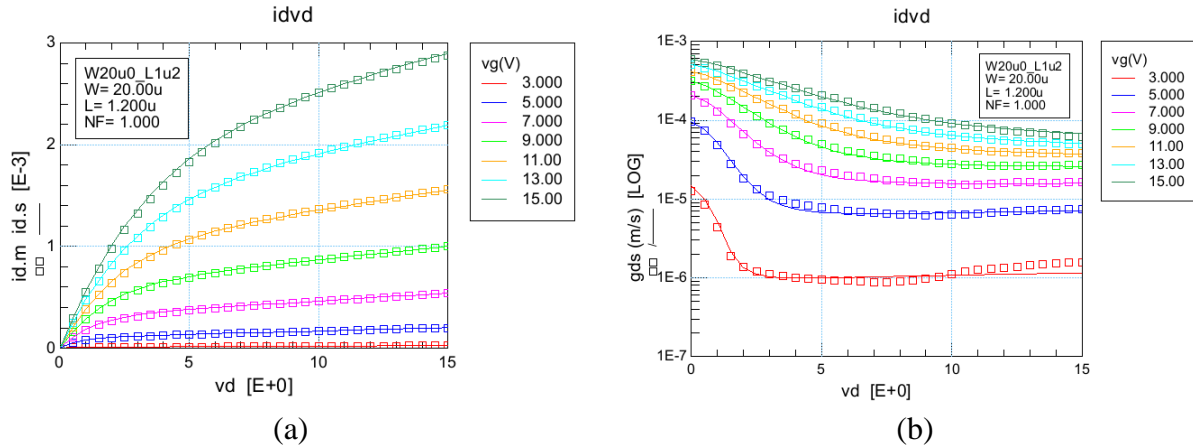 idvd
3
2
1
0
0
5
10
15
id.m id.s [E-3]
vd [E+0]
W20u0_L1u2
W= 20.00u
L= 1.200u
NF= 1.000
vg(V)
3.000
5.000
7.000
9.000
11.00
13.00
15.00
(a)
idvd
1E-3
1E-4
1E-5
1E-6
1E-7
0
5
10
15
gds (m/s) [LOG]
vd [E+0]
W20u0_L1u2
W= 20.00u
L= 1.200u
NF= 1.000
vg(V)
3.000
5.000
7.000
9.000
11.00
13.00
15.00
(b)